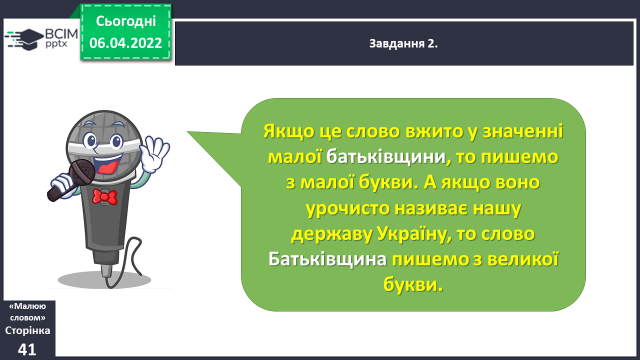 Сьогодні
06.04.2022
BCIM
pptx
Завдання 2.
Якщо це слово вжито у значенні
малої батьківщини, то пишемо
з малої букви. А якщо воно
урочисто називає нашу
державу Україну, то слово
Батьківщина пишемо з великої
букви.
«Малюю
словом»
Сторінка
41